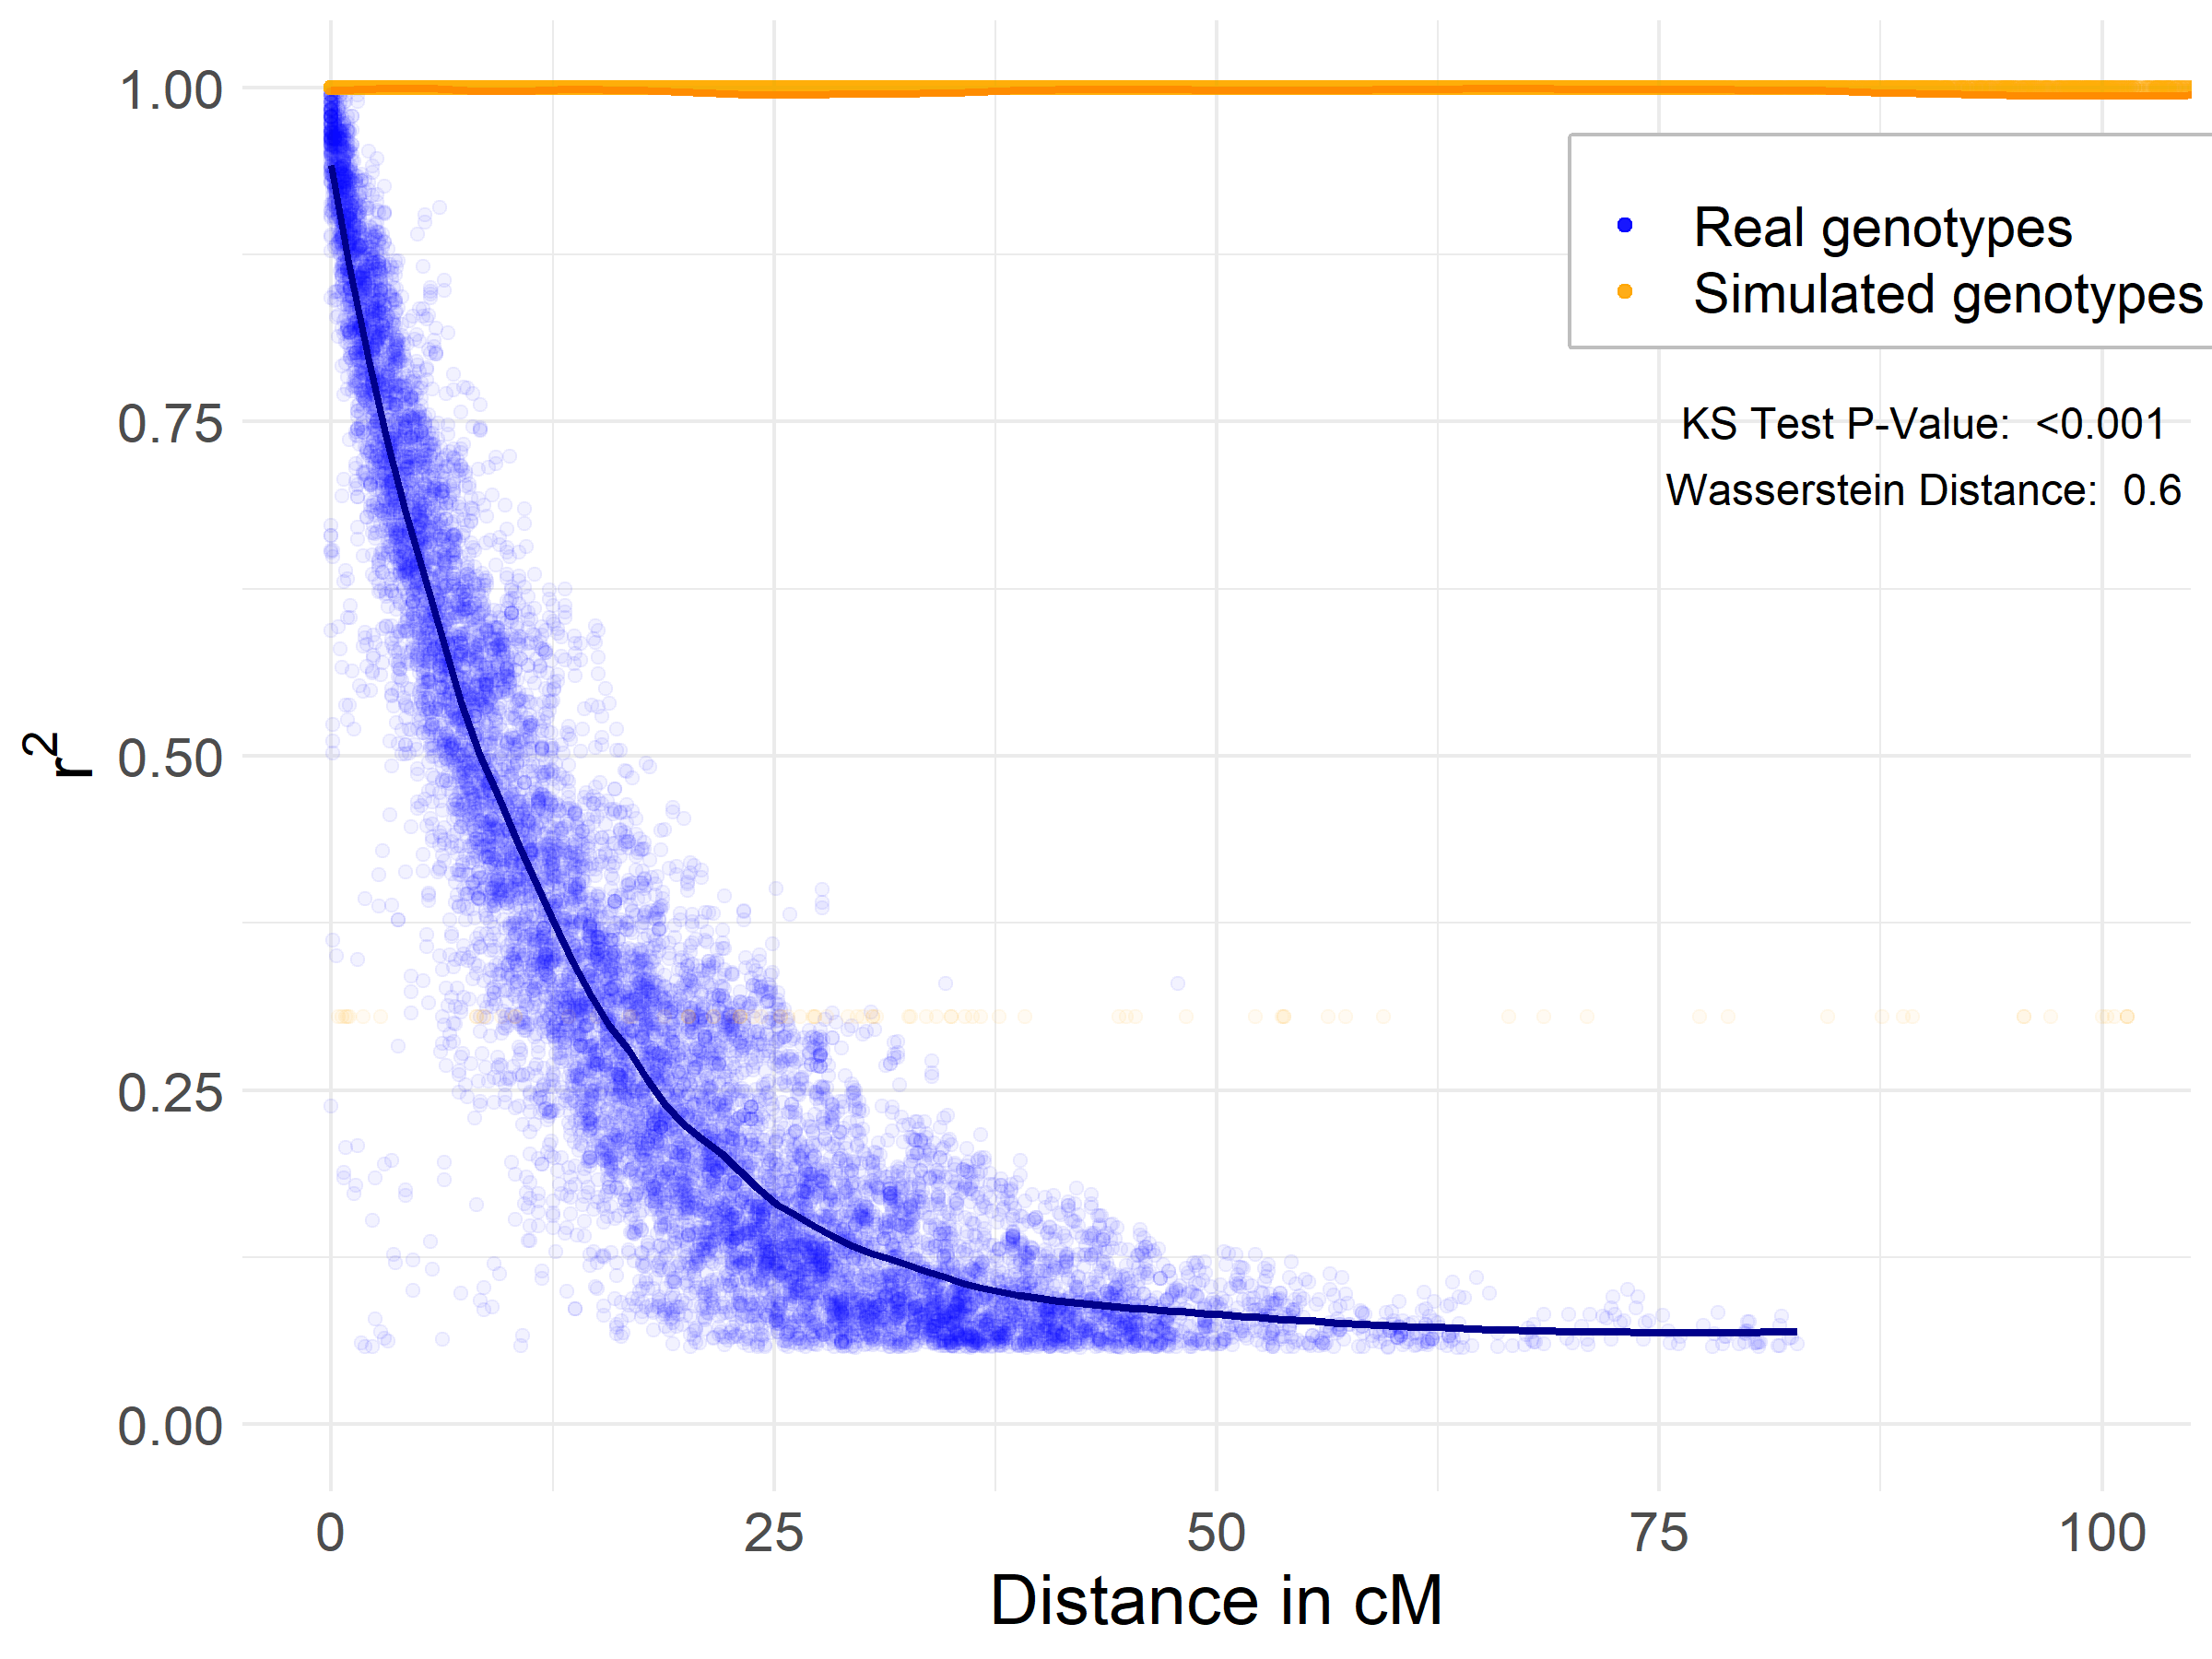 1.00
0.75
0.50
0.25
0.00
r²
Real genotypes
Simulated genotypes
KS Test P-Value: <0.001
Wasserstein Distance: 0.6
0 25 50 75 100
Distance in cM